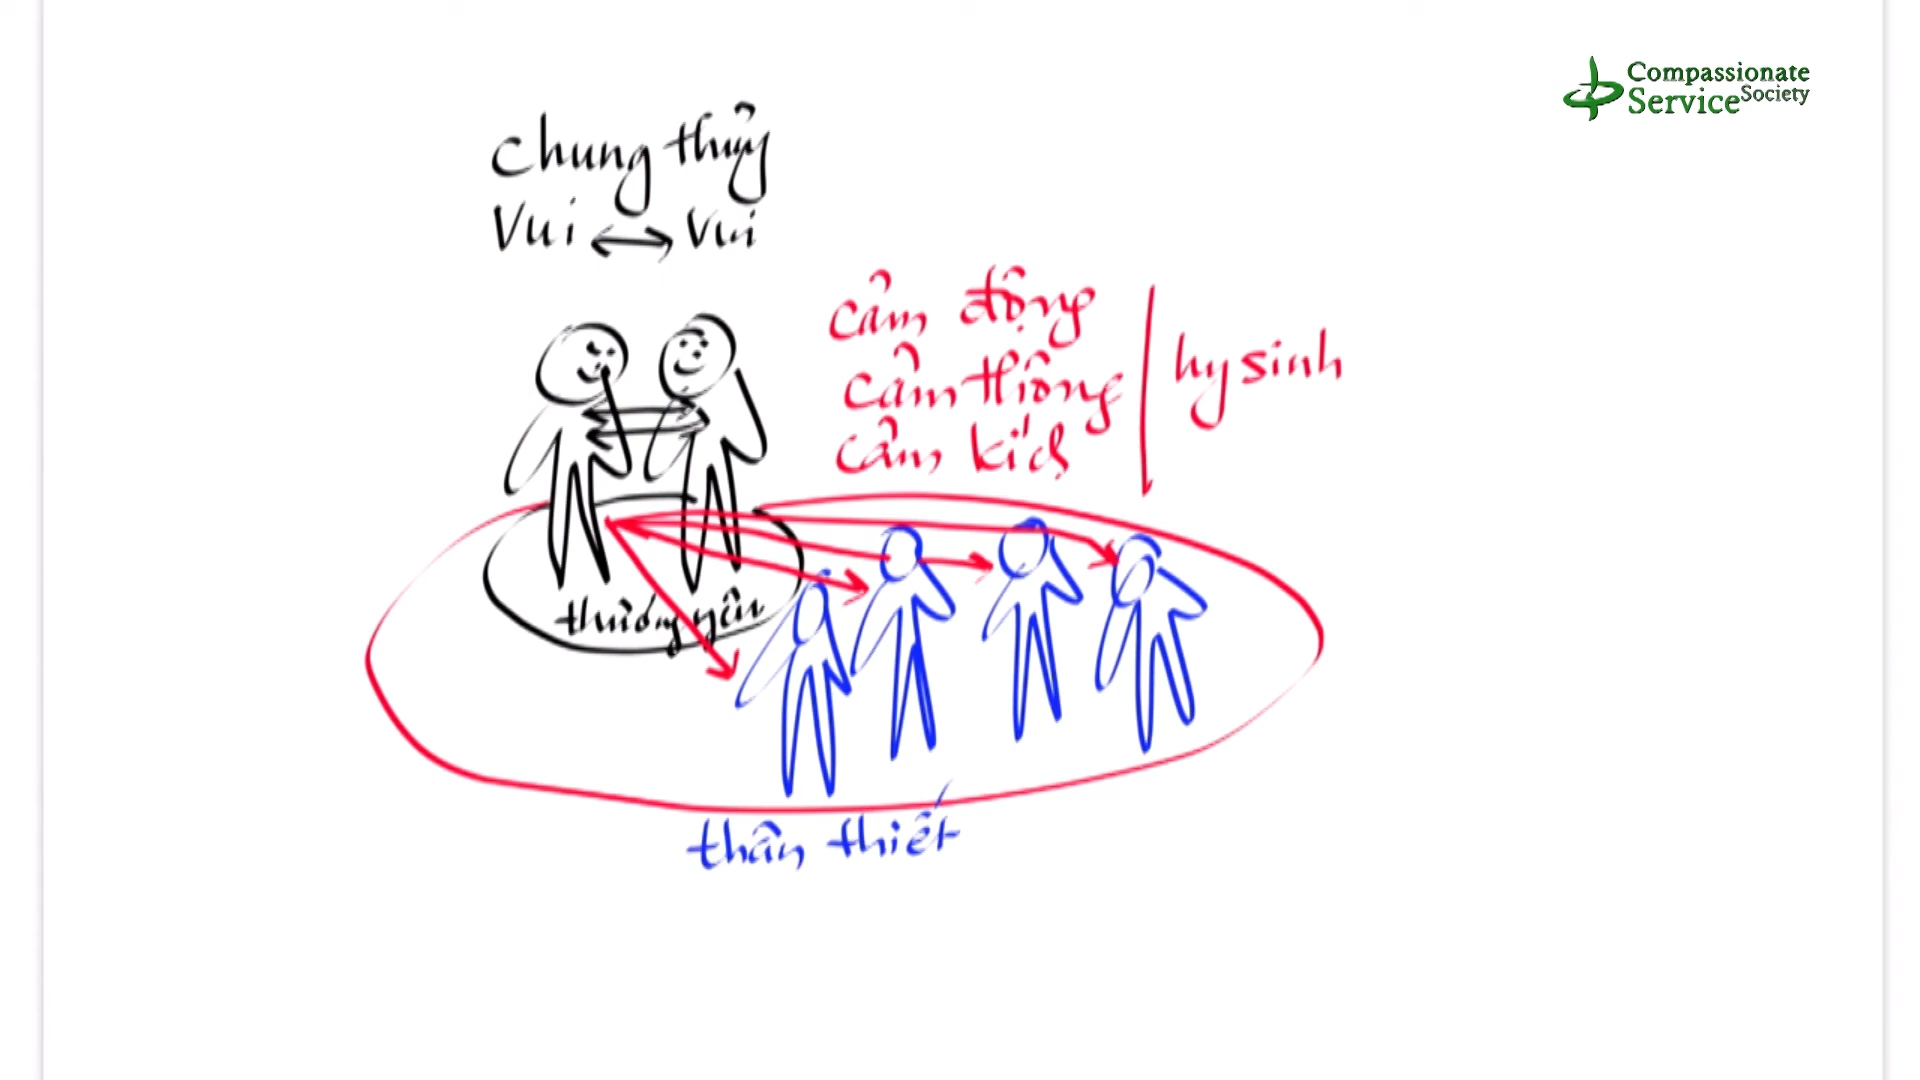 Compassionate
Service Society
chung thủy
Vui ↔ Vui
cảm động
cảm thông
cảm kích
hy sinh
thương yêu
thân thiết